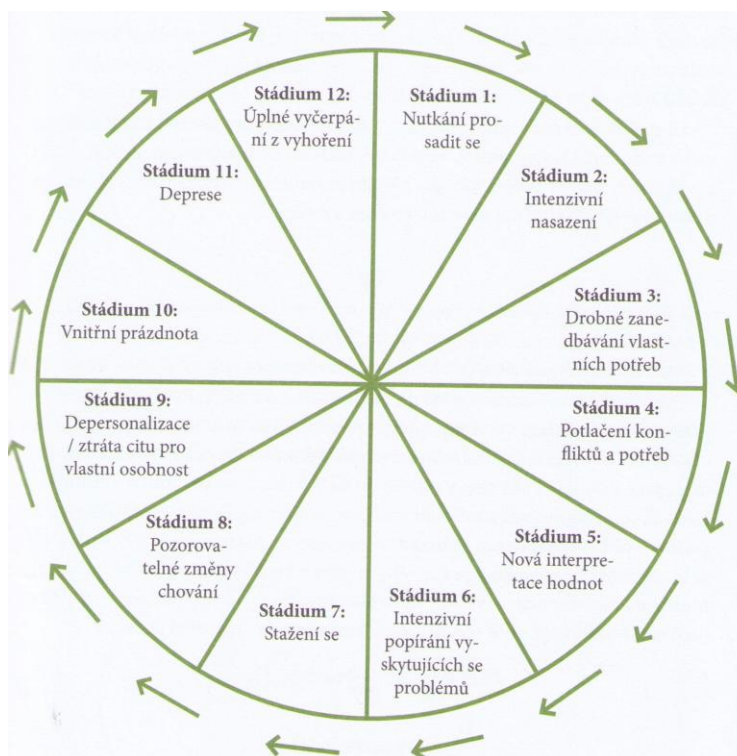 Stádium 1:
Nutkání pro-
sadit se
Stádium 2:
Intenzivní
nasazení
Stádium 3:
Drobné zane-
dbávání vlast-
ních potřeb
Stádium 4:
Potlačení kon-
fliktů a potřeb
Stádium 5:
Nová interpre-
tace hodnot
Stádium 6:
Intenzivní
popírání vy-
skytujících se
problémů
Stádium 7:
Stažení se
Stádium 8:
Pozorova-
telné změny
chování
Stádium 9:
Depersonalizace
/ ztráta citu pro
vlastní osobnost
Stádium 10:
Vnitřní prázdnota
Stádium 11:
Deprese
Stádium 12:
Úplné vyčerpá-
ní z vyhoření